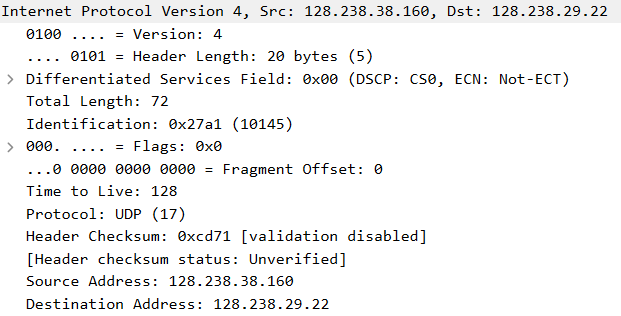 Internet Protocol Version 4, Src: 128.238.38.160, Dst: 128.238.29.22
0100 .... = Version: 4
.... 0101 = Header Length: 20 bytes (5)
Differentiated Services Field: 0x00 (DSCP: CS0, ECN: Not-ECT)
Total Length: 72
Identification: 0x27a1 (10145)
000. .... = Flags: 0x0
...0 0000 0000 0000 = Fragment Offset: 0
Time to Live: 128
Protocol: UDP (17)
Header Checksum: 0xcd71 [validation disabled]
[Header checksum status: Unverified]
Source Address: 128.238.38.160
Destination Address: 128.238.29.22